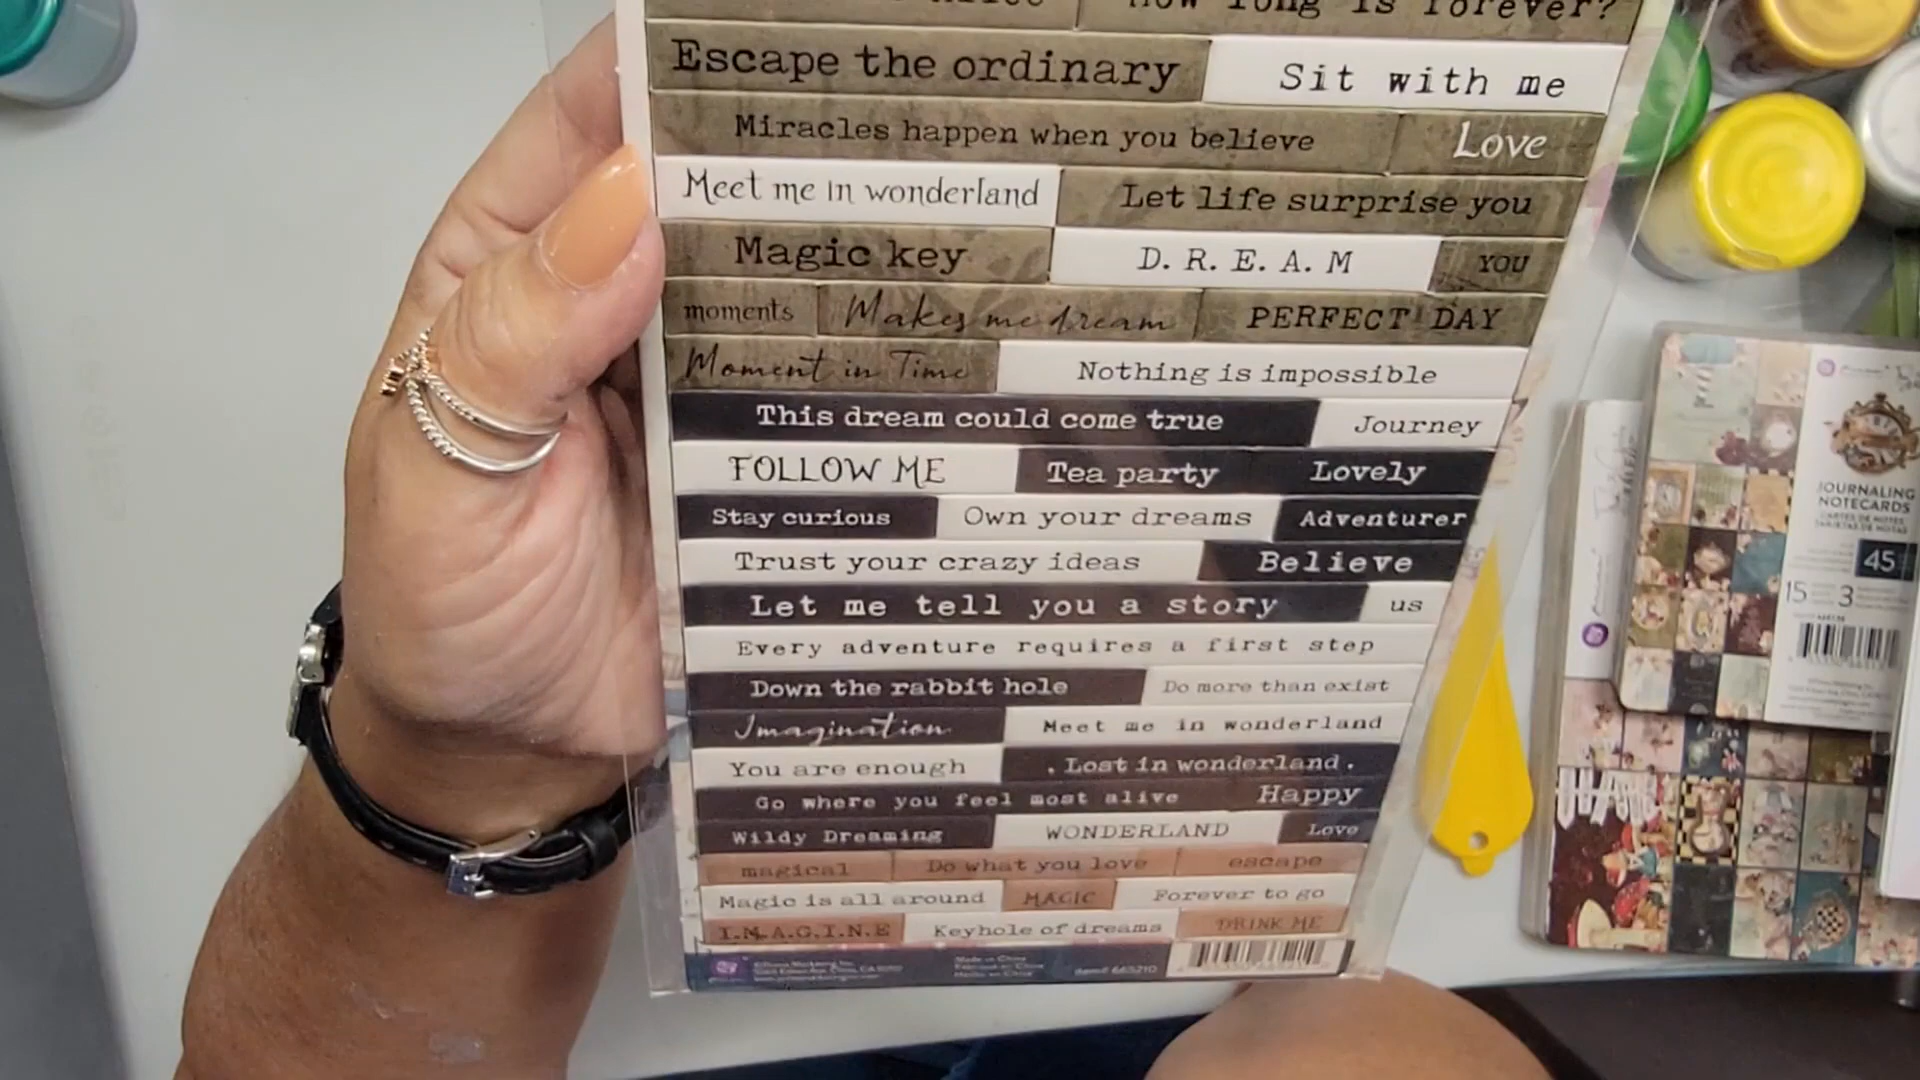 How long is forever?
Escape the ordinary Sit with me
Miracles happen when you believe Love
Meet me in wonderland Let life surprise you
Magic key D. R. E. A. M YOU
moments Makes me dream PERFECT DAY
Moment in Time Nothing is impossible
This dream could come true Journey
FOLLOW ME Tea party Lovely
Stay curious Own your dreams Adventurer
Trust your crazy ideas Believe
Let me tell you a story us
Every adventure requires a first step
Down the rabbit hole Do more than exist
Imagination Meet me in wonderland
You are enough . Lost in wonderland .
Go where you feel most alive Happy
Wildy Dreaming WONDERLAND Love
magical Do what you love escape
Magic is all around MAGIC Forever to go
I.M.A.G.I.N.E Keyhole of dreams DRINK ME
Made in China
JOURNALING
NOTECARDS
45
15 3